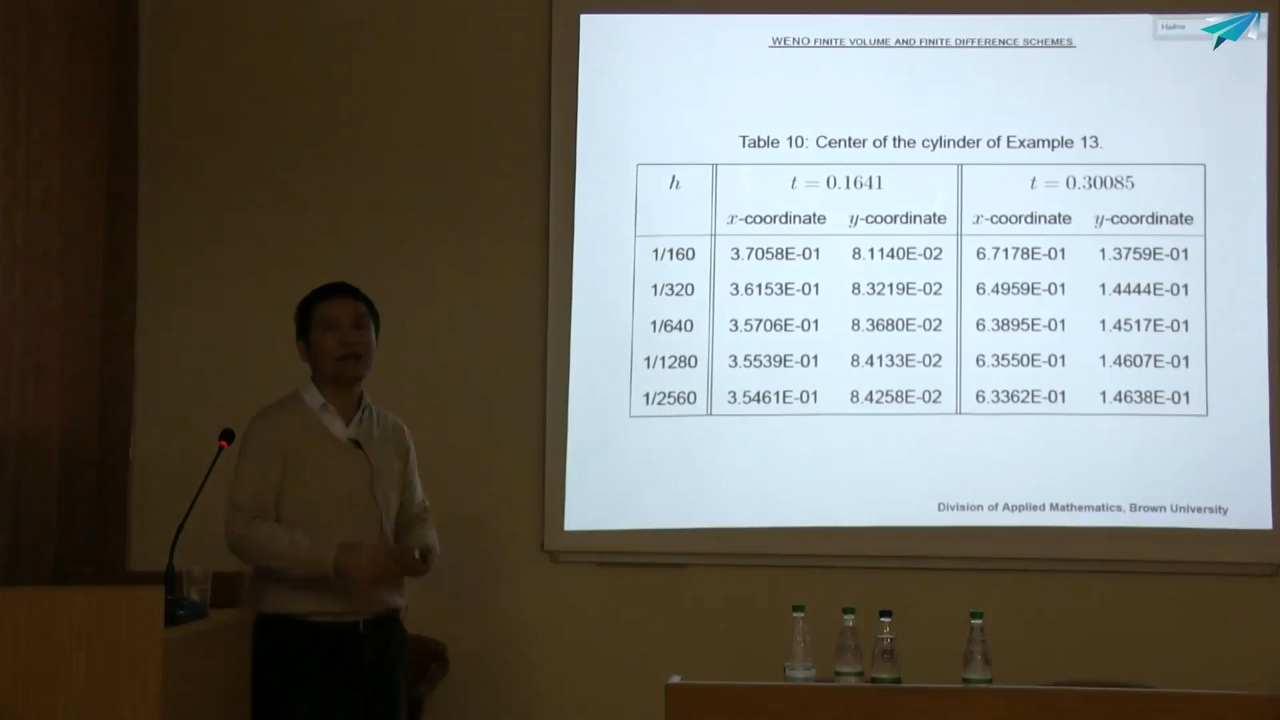 WENO FINITE VOLUME AND FINITE DIFFERENCE SCHEMES
Table 10: Center of the cylinder of Example 13.
h t = 0.1641 t = 0.30085
x-coordinate y-coordinate x-coordinate y-coordinate
1/160 3.7058E-01 8.1140E-02 6.7178E-01 1.3759E-01
1/320 3.6153E-01 8.3219E-02 6.4959E-01 1.4444E-01
1/640 3.5706E-01 8.3680E-02 6.3895E-01 1.4517E-01
1/1280 3.5539E-01 8.4133E-02 6.3550E-01 1.4607E-01
1/2560 3.5461E-01 8.4258E-02 6.3362E-01 1.4638E-01
Division of Applied Mathematics, Brown University